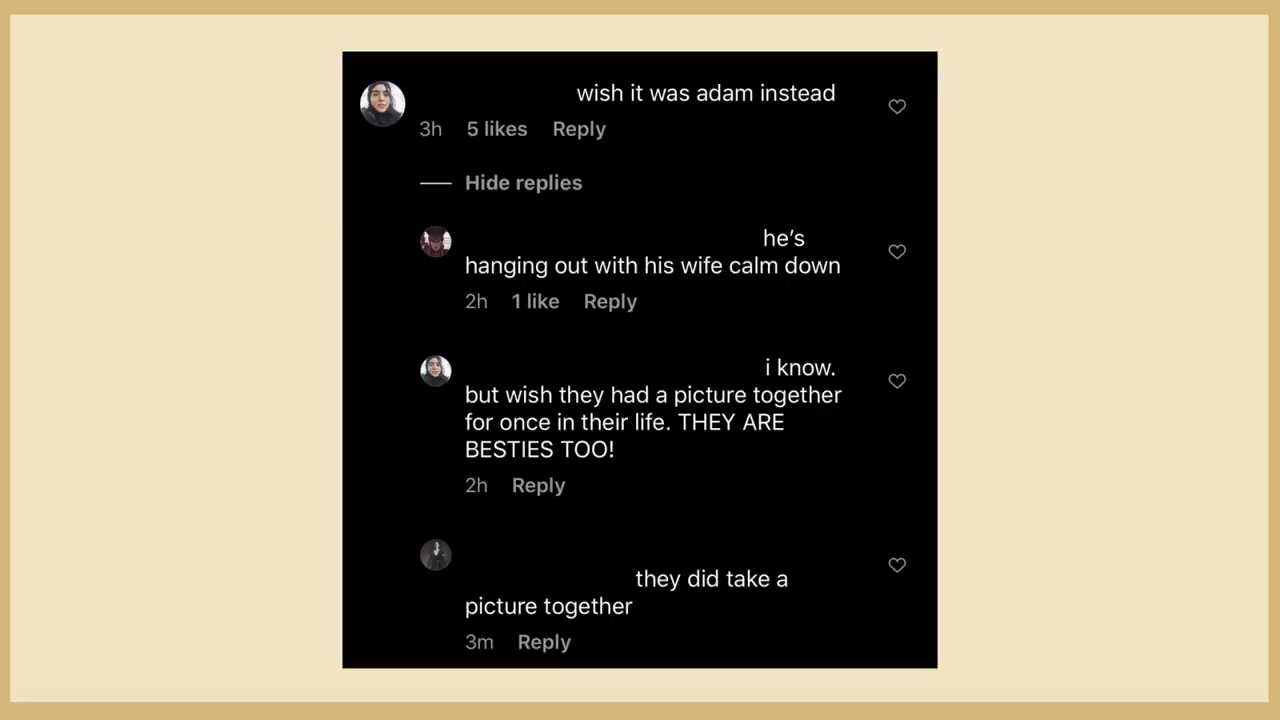 wish it was adam instead
3h 5 likes Reply
Hide replies
he’s
hanging out with his wife calm down
2h 1 like Reply
i know.
but wish they had a picture together
for once in their life. THEY ARE
BESTIES TOO!
2h Reply
they did take a
picture together
3m Reply